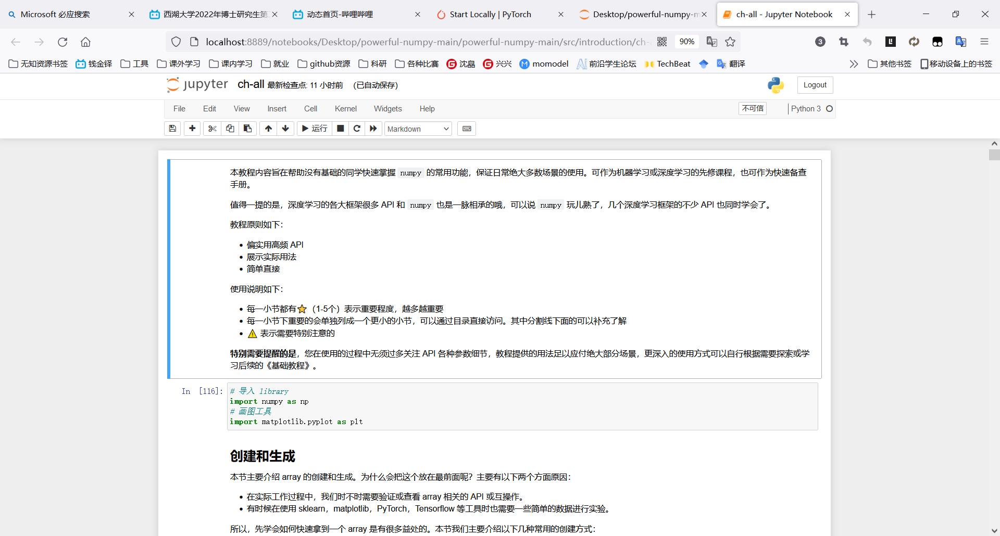 Microsoft 必应搜索
西湖大学2022年博士研究生第
动态首页-哔哩哔哩
Start Locally | PyTorch
Desktop/powerful-numpy-m
ch-all - Jupyter Notebook
localhost:8889/notebooks/Desktop/powerful-numpy-main/powerful-numpy-main/src/introduction/ch-
90%
3
无知资源书签 钱金铎 工具 课外学习 课内学习 就业 github资源 科研 各种比赛 沈磊 兴兴 momodel 前沿学生论坛 TechBeat 翻译 其他书签 移动设备上的书签
jupyter ch-all 最新检查点: 11 小时前 (已自动保存)
Logout
File Edit View Insert Cell Kernel Widgets Help
不可信
Python 3
运行
Markdown
本教程内容旨在帮助没有基础的同学快速掌握 numpy 的常用功能，保证日常绝大多数场景的使用。可作为机器学习或深度学习的先修课程，也可作为快速备查
手册。
值得一提的是，深度学习的各大框架很多 API 和 numpy 也是一脉相承的哦，可以说 numpy 玩儿熟了，几个深度学习框架的不少 API 也同时学会了。
教程原则如下：
• 偏实用高频 API
• 展示实际用法
• 简单直接
使用说明如下：
• 每一小节都有⭐（1-5个）表示重要程度，越多越重要
• 每一小节下重要的会单独列成一个更小的小节，可以通过目录直接访问。其中分割线下面的可以补充了解
• ⚠️ 表示需要特别注意的
特别需要提醒的是，您在使用的过程中无须过多关注 API 各种参数细节，教程提供的用法足以应付绝大部分场景，更深入的使用方式可以自行根据需要探索或学
习后续的《基础教程》。
In [116]:
# 导入 library
import numpy as np
# 画图工具
import matplotlib.pyplot as plt
创建和生成
本节主要介绍 array 的创建和生成。为什么会把这个放在最前面呢？主要有以下两个方面原因：
• 在实际工作过程中，我们时不时需要验证或查看 array 相关的 API 或互操作。
• 有时候在使用 sklearn，matplotlib，PyTorch，Tensorflow 等工具时也需要一些简单的数据进行实验。
所以，先学会如何快速拿到一个 array 是有很多益处的。本节我们主要介绍以下几种常用的创建方式：